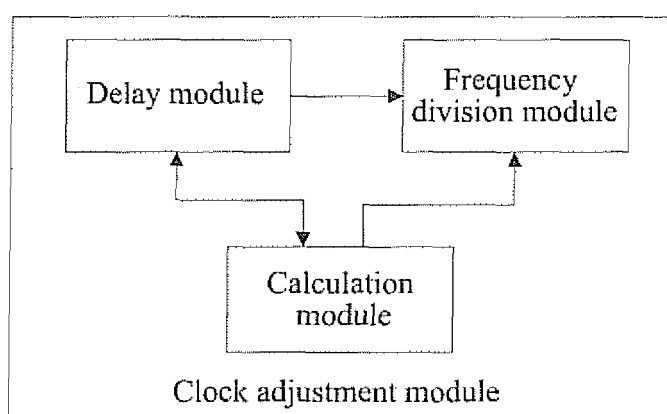 Delay module
Frequency
division module
Calculation
module
Clock adjustment module